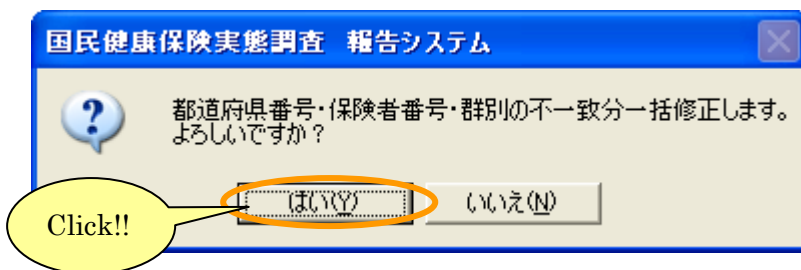 国民健康保険実態調査 報告システム
都道府県番号・保険者番号・群別の不一致分一括修正します。
よろしいですか？
はい(Y) いいえ(N)
Click!!